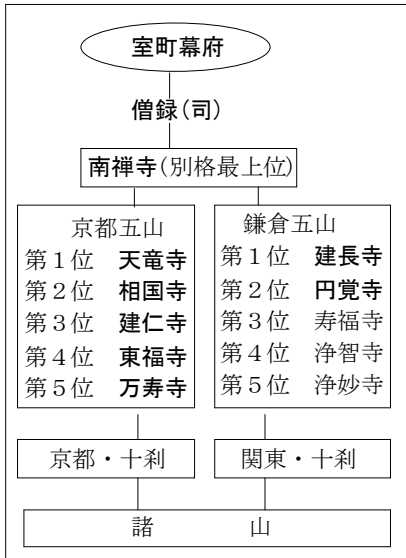 室町幕府
僧録(司)
南禅寺(別格最上位)
京都五山
第１位　天竜寺
第２位　相国寺
第３位　建仁寺
第４位　東福寺
第５位　万寿寺
鎌倉五山
第１位　建長寺
第２位　円覚寺
第３位　寿福寺
第４位　浄智寺
第５位　浄妙寺
京都・十刹
関東・十刹
諸　山